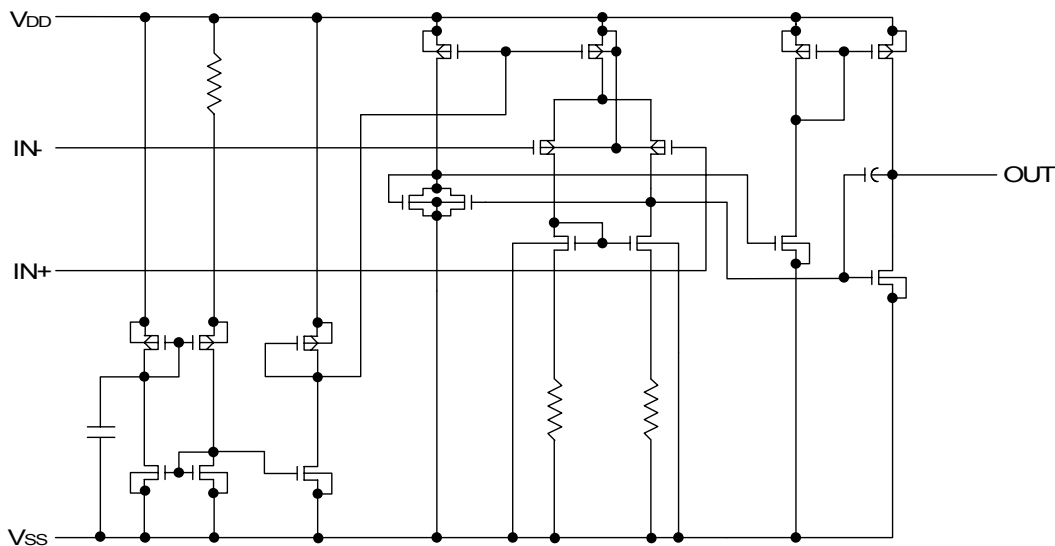 VDD
IN-
OUT
IN+
VSS